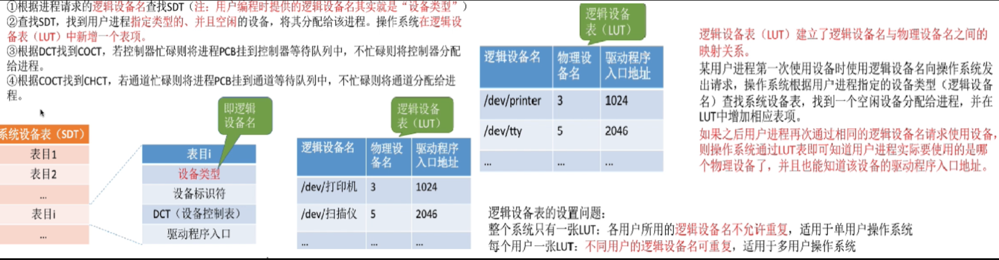 ①根据进程请求的逻辑设备名查找SDT（注：用户编程时提供的逻辑设备名其实就是“设备类型”）
②查找SDT，找到用户进程指定类型的、并且空闲的设备，将其分配给该进程。操作系统在逻辑设
备表（LUT）中新增一个表项。
③根据DCT找到COCT，若控制器忙碌则将进程PCB挂到控制器等待队列中，不忙碌则将控制器分配
给进程。
④根据COCT找到CHCT，若通道忙碌则将进程PCB挂到通道等待队列中，不忙碌则将通道分配给进
程。
系统设备表（SDT）
表目1
表目2
...
表目i
...
即逻辑
设备名
表目i
设备类型
设备标识符
DCT（设备控制表）
驱动程序入口
逻辑设备
表（LUT）
逻辑设备名 物理设备名 驱动程序入口地址
/dev/打印机 3 1024
/dev/扫描仪 5 2046
... ... ...
逻辑设备
表（LUT）
逻辑设备名 物理设备名 驱动程序入口地址
/dev/printer 3 1024
/dev/tty 5 2046
... ... ...
逻辑设备表（LUT）建立了逻辑设备名与物理设备名之间的
映射关系。
某用户进程第一次使用设备时使用逻辑设备名向操作系统发
出请求，操作系统根据用户进程指定的设备类型（逻辑设备
名）查找系统设备表，找到一个空闲设备分配给进程，并在
LUT中增加相应表项。
如果之后用户进程再次通过相同的逻辑设备名请求使用设备，
则操作系统通过LUT表即可知道用户进程实际要使用的是哪
个物理设备了，并且也能知道该设备的驱动程序入口地址。
逻辑设备表的设置问题：
整个系统只有一张LUT：各用户所用的逻辑设备名不允许重复，适用于单用户操作系统
每个用户一张LUT：不同用户的逻辑设备名可重复，适用于多用户操作系统